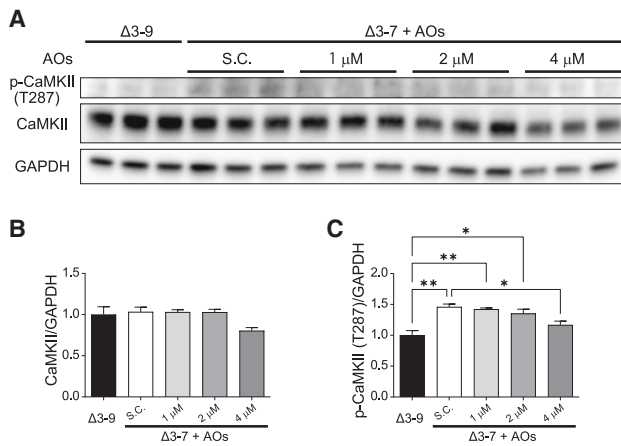 A
Δ3-9 Δ3-7 + AOs
AOs S.C. 1 μM 2 μM 4 μM
p-CaMKII
(T287)
CaMKII
GAPDH
B
CaMKII/GAPDH
1.5
1.0
0.5
0.0
Δ3-9 S.C. 1 μM 2 μM 4 μM
Δ3-7 + AOs
C
p-CaMKII (T287)/GAPDH
2.0
1.5
1.0
0.5
0.0
*
**
** *
Δ3-9 S.C. 1 μM 2 μM 4 μM
Δ3-7 + AOs